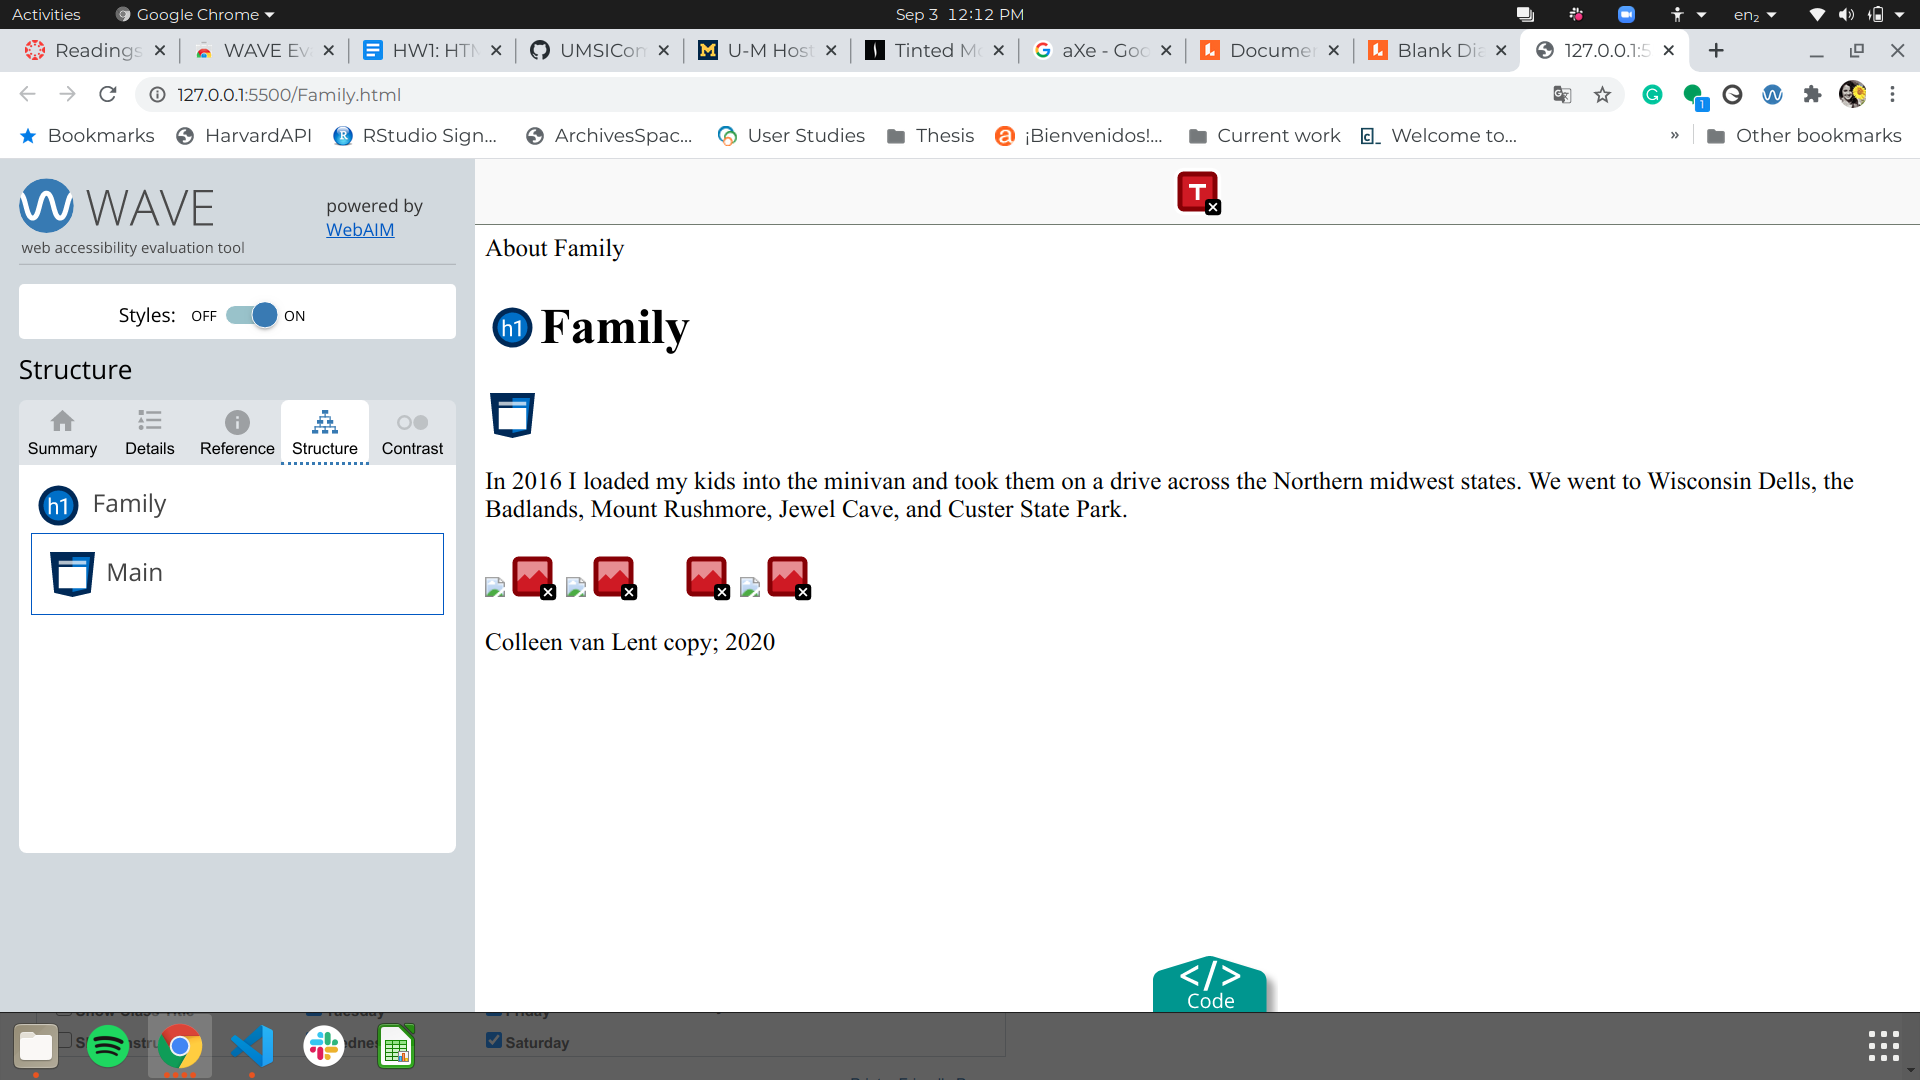 Activities Google Chrome Sep 3 12:12 PM en₂
Readings WAVE Ev HW1: HTM UMSICon U-M Host Tinted Mo aXe - Goo Documen Blank Dia 127.0.0.1:5
127.0.0.1:5500/Family.html 1
Bookmarks HarvardAPI RStudio Sign... ArchivesSpac... User Studies Thesis ¡Bienvenidos!... Current work Welcome to... » Other bookmarks
WAVE powered by
WebAIM
web accessibility evaluation tool
T
About Family
Styles: OFF ON
h1 Family
Structure
Summary Details Reference Structure Contrast
h1 Family
Main
In 2016 I loaded my kids into the minivan and took them on a drive across the Northern midwest states. We went to Wisconsin Dells, the
Badlands, Mount Rushmore, Jewel Cave, and Custer State Park.
Colleen van Lent copy; 2020
</>
Code
Saturday